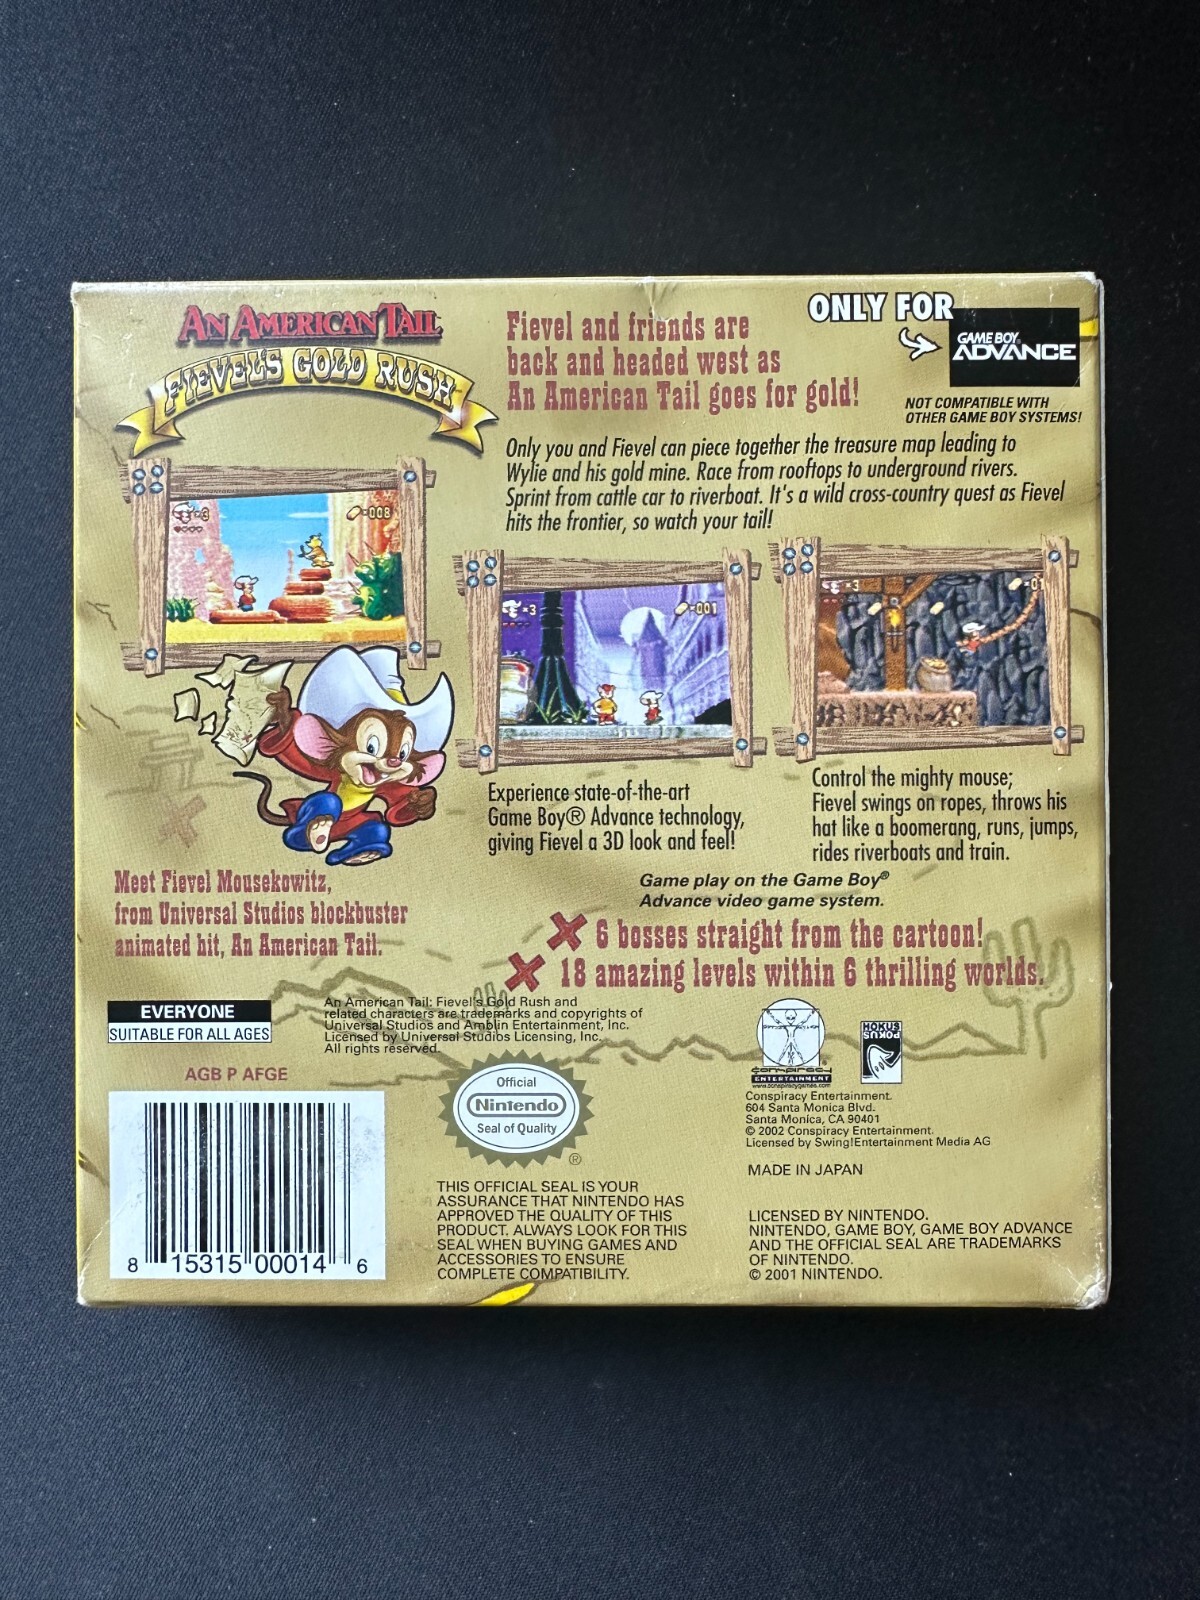 AN AMERICAN TAIL
FIEVEL'S GOLD RUSH
Fievel and friends are
back and headed west as
An American Tail goes for gold!
ONLY FOR
GAME BOY
ADVANCE
NOT COMPATIBLE WITH
OTHER GAME BOY SYSTEMS!
Only you and Fievel can piece together the treasure map leading to
Wylie and his gold mine. Race from rooftops to underground rivers.
Sprint from cattle car to riverboat. It's a wild cross-country quest as Fievel
hits the frontier, so watch your tail!
×3
×008
×3
×001
×3
Experience state-of-the-art
Game Boy® Advance technology,
giving Fievel a 3D look and feel!
Control the mighty mouse;
Fievel swings on ropes, throws his
hat like a boomerang, runs, jumps,
rides riverboats and train.
Meet Fievel Mousekowitz,
from Universal Studios blockbuster
animated hit, An American Tail.
Game play on the Game Boy®
Advance video game system.
6 bosses straight from the cartoon!
18 amazing levels within 6 thrilling worlds.
EVERYONE
SUITABLE FOR ALL AGES
An American Tail: Fievel's Gold Rush and
related characters are trademarks and copyrights of
Universal Studios and Amblin Entertainment, Inc.
Licensed by Universal Studios Licensing, Inc.
All rights reserved.
AGB P AFGE
8 15315 00014 6
Official
Nintendo
Seal of Quality
®
THIS OFFICIAL SEAL IS YOUR
ASSURANCE THAT NINTENDO HAS
APPROVED THE QUALITY OF THIS
PRODUCT. ALWAYS LOOK FOR THIS
SEAL WHEN BUYING GAMES AND
ACCESSORIES TO ENSURE
COMPLETE COMPATIBILITY.
conspiracy
ENTERTAINMENT
www.conspiracygames.com
HOKUS
POKUS
Conspiracy Entertainment.
604 Santa Monica Blvd.
Santa Monica, CA 90401
© 2002 Conspiracy Entertainment.
Licensed by Swing!Entertainment Media AG
MADE IN JAPAN
LICENSED BY NINTENDO.
NINTENDO, GAME BOY, GAME BOY ADVANCE
AND THE OFFICIAL SEAL ARE TRADEMARKS
OF NINTENDO.
© 2001 NINTENDO.